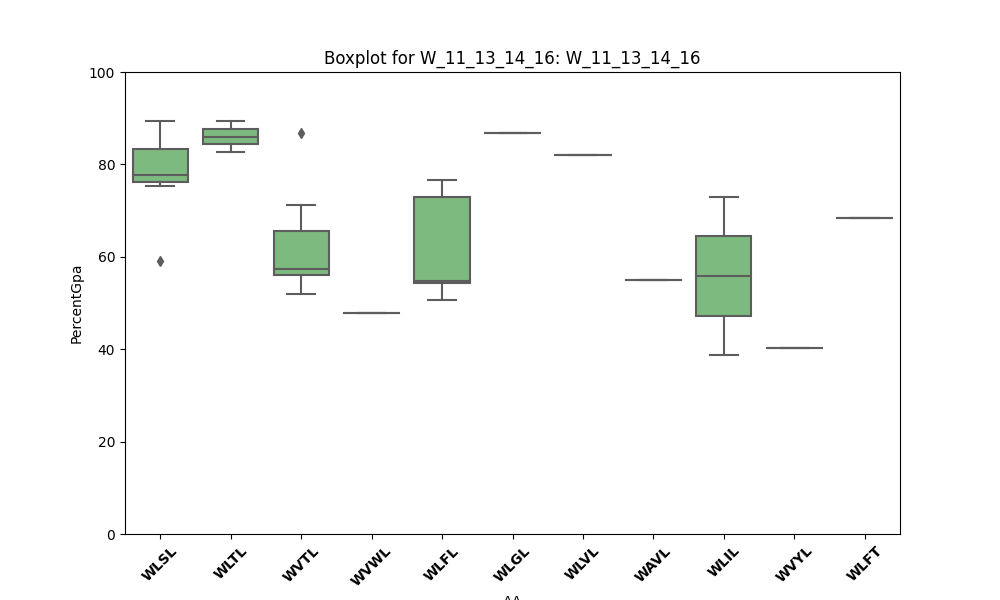 Boxplot for W_11_13_14_16: W_11_13_14_16
100
80
60
40
20
0
PercentGpa
WLSL
WLTL
WVTL
WVWL
WLFL
WLGL
WLVL
WAVL
WLIL
WVYL
WLFT